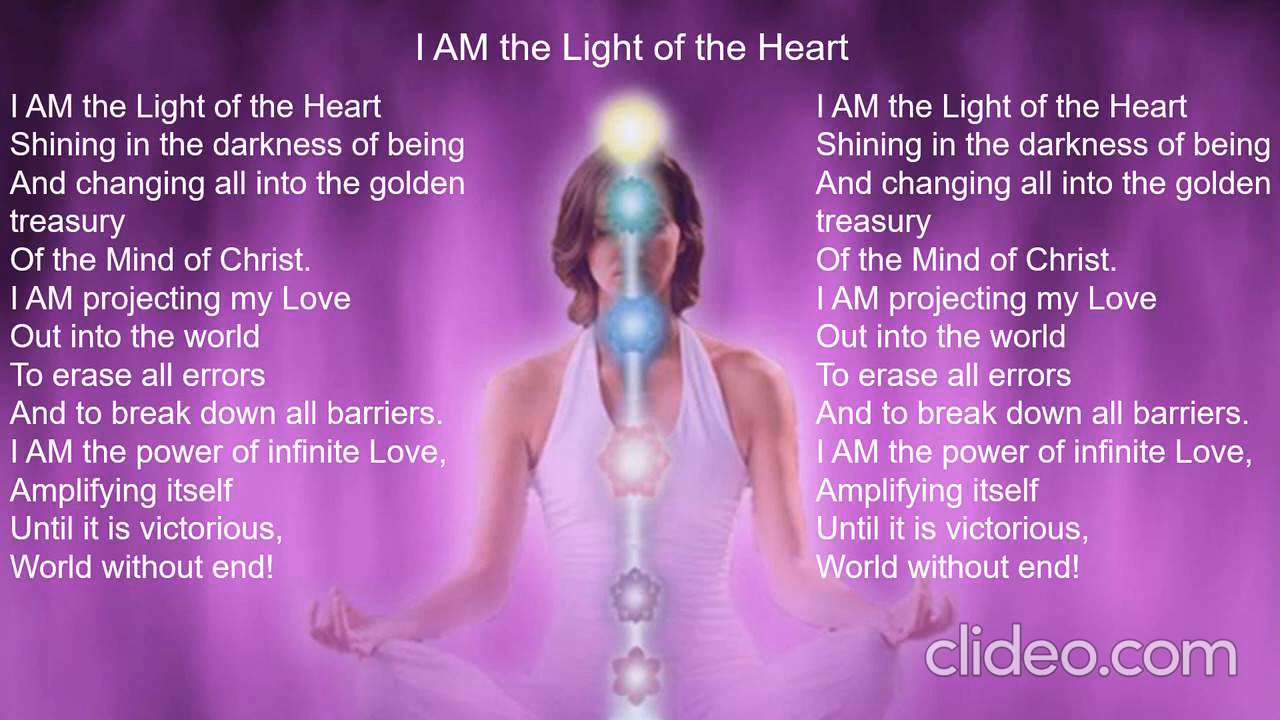 I AM the Light of the Heart
I AM the Light of the Heart
Shining in the darkness of being
And changing all into the golden
treasury
Of the Mind of Christ.
I AM projecting my Love
Out into the world
To erase all errors
And to break down all barriers.
I AM the power of infinite Love,
Amplifying itself
Until it is victorious,
World without end!
I AM the Light of the Heart
Shining in the darkness of being
And changing all into the golden
treasury
Of the Mind of Christ.
I AM projecting my Love
Out into the world
To erase all errors
And to break down all barriers.
I AM the power of infinite Love,
Amplifying itself
Until it is victorious,
World without end!
clideo.com